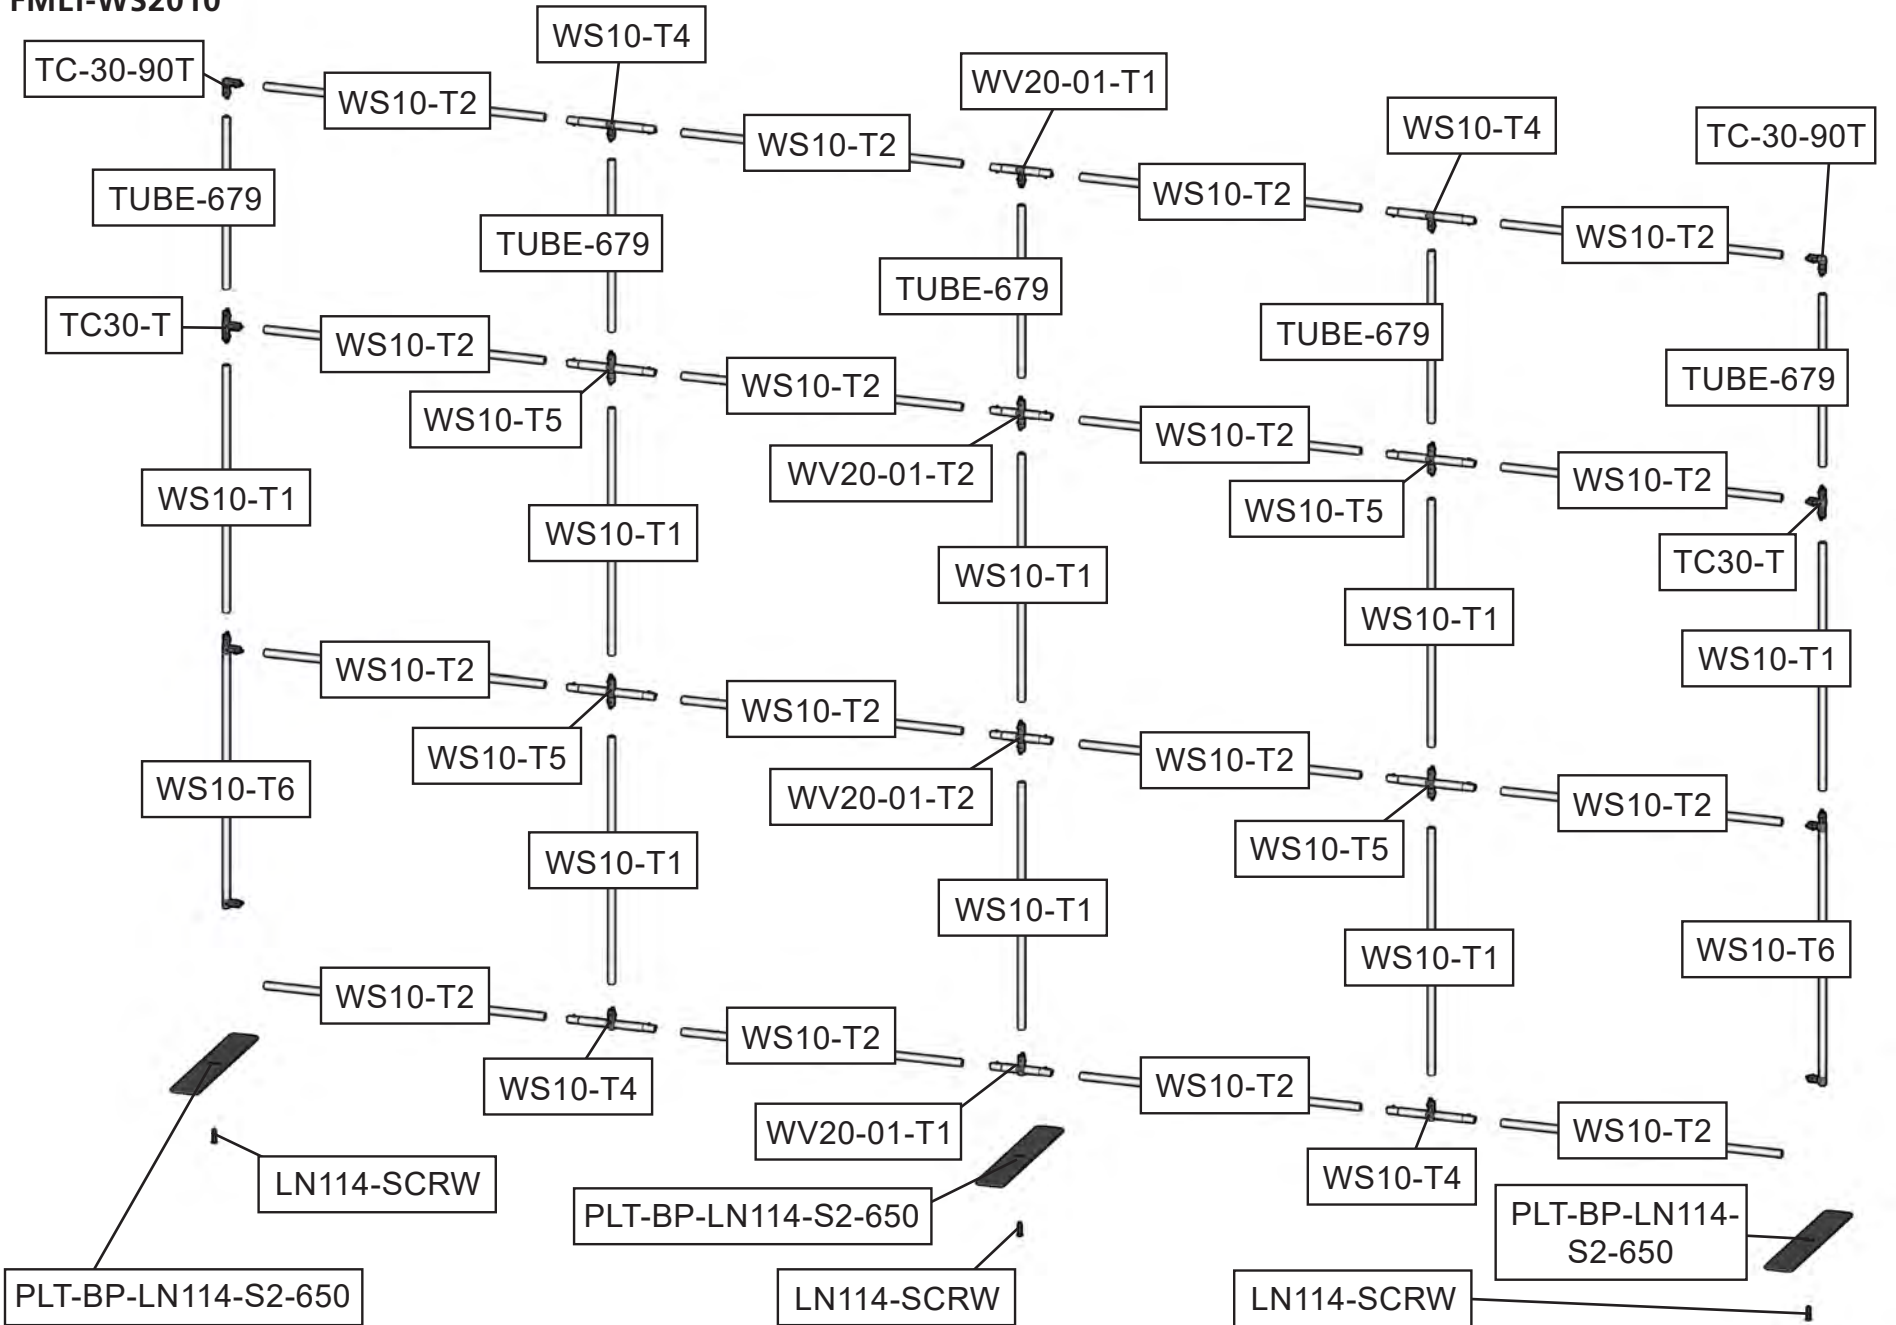 FMLT-WS2010
WS10-T4
TC-30-90T
WS10-T2
WV20-01-T1
WS10-T4
TC-30-90T
WS10-T2
TUBE-679
WS10-T2
WS10-T2
TUBE-679
TUBE-679
TC30-T
WS10-T2
TUBE-679
WS10-T2
TUBE-679
WS10-T5
WS10-T2
WV20-01-T2
WS10-T2
WS10-T1
WS10-T5
WS10-T1
TC30-T
WS10-T1
WS10-T1
WS10-T2
WS10-T1
WS10-T2
WS10-T5
WS10-T2
WS10-T6
WV20-01-T2
WS10-T2
WS10-T5
WS10-T1
WS10-T1
WS10-T1
WS10-T6
WS10-T2
WS10-T2
WS10-T4
WS10-T2
WV20-01-T1
WS10-T2
LN114-SCRW
WS10-T4
PLT-BP-LN114-S2-650
PLT-BP-LN114-
S2-650
PLT-BP-LN114-S2-650
LN114-SCRW
LN114-SCRW